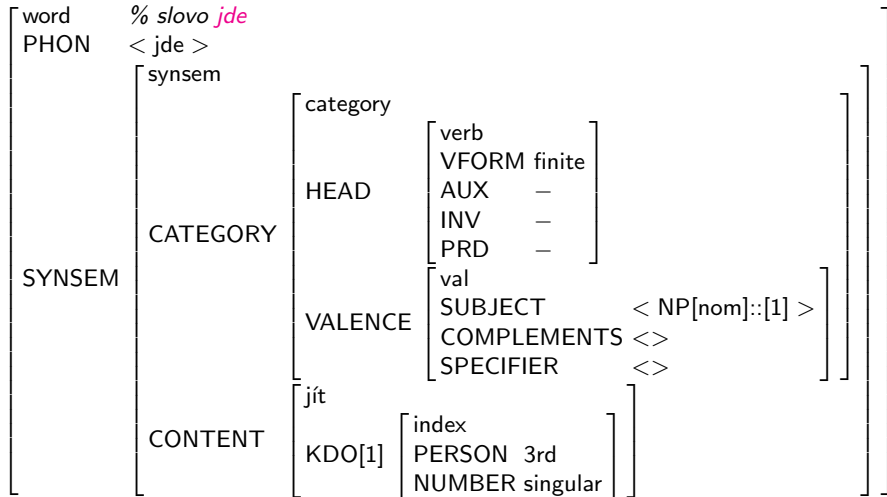 word % slovo jde
PHON < jde >
synsem
category
verb
VFORM finite
HEAD AUX −
INV −
CATEGORY PRD −
SYNSEM val
SUBJECT < NP[nom]::[1] >
VALENCE COMPLEMENTS <>
SPECIFIER <>
jít
index
CONTENT KDO[1] PERSON 3rd
NUMBER singular